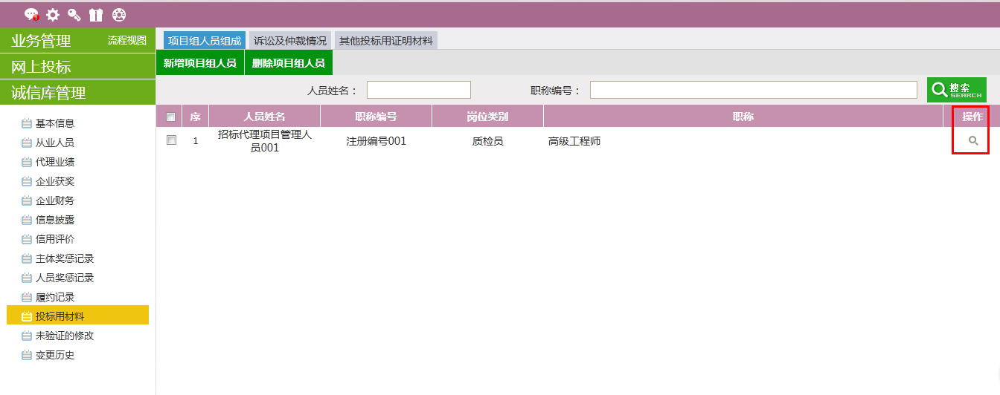 业务管理 流程视图
网上投标
诚信库管理
基本信息
从业人员
代理业绩
企业获奖
企业财务
信息披露
信用评价
主体奖惩记录
人员奖惩记录
履约记录
投标用材料
未验证的修改
变更历史
项目组人员组成 诉讼及仲裁情况 其他投标用证明材料
新增项目组人员 删除项目组人员
人员姓名： 职称编号： 搜索
SEARCH
序 人员姓名 职称编号 岗位类别 职称 操作
1 招标代理项目管理人 注册编号001 质检员 高级工程师
员001